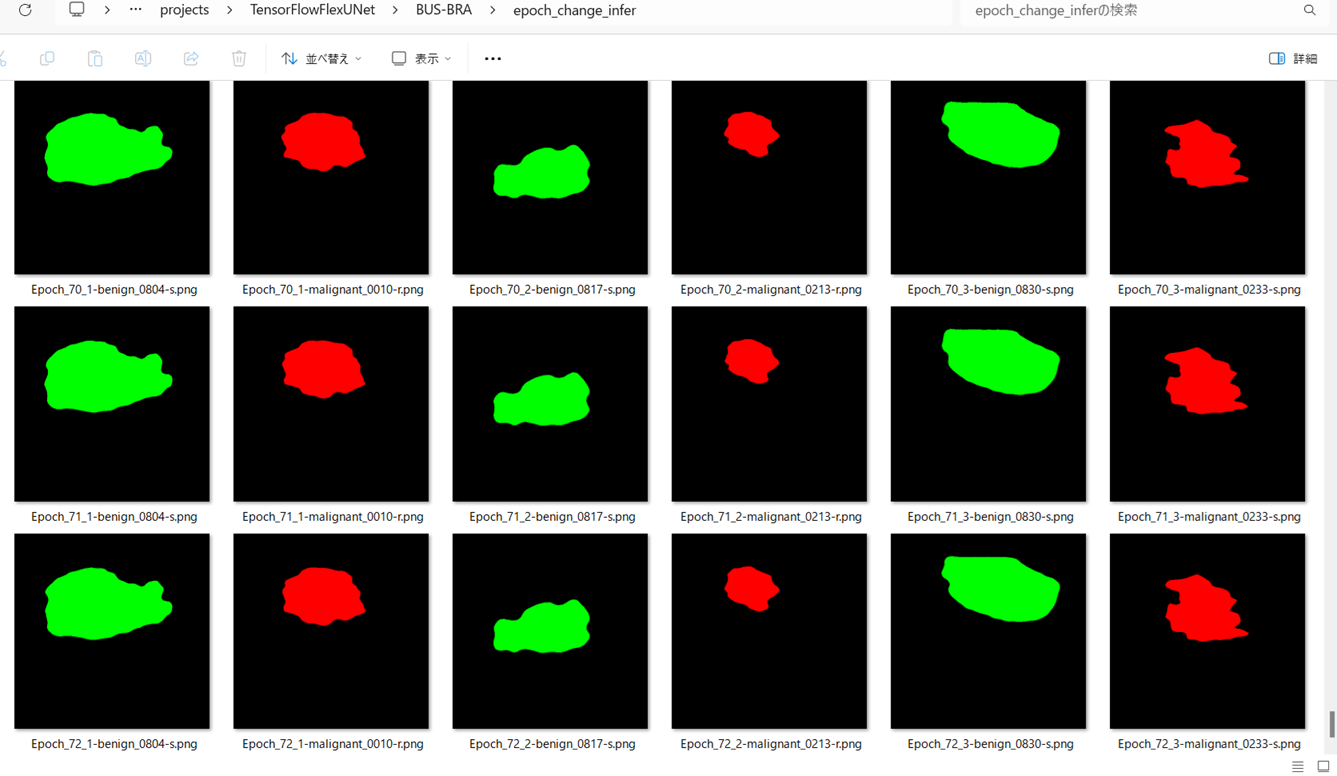 projects > TensorFlowFlexUNet > BUS-BRA > epoch_change_infer
epoch_change_inferの検索
並べ替え
表示
詳細
Epoch_70_1-benign_0804-s.png
Epoch_70_1-malignant_0010-r.png
Epoch_70_2-benign_0817-s.png
Epoch_70_2-malignant_0213-r.png
Epoch_70_3-benign_0830-s.png
Epoch_70_3-malignant_0233-s.png
Epoch_71_1-benign_0804-s.png
Epoch_71_1-malignant_0010-r.png
Epoch_71_2-benign_0817-s.png
Epoch_71_2-malignant_0213-r.png
Epoch_71_3-benign_0830-s.png
Epoch_71_3-malignant_0233-s.png
Epoch_72_1-benign_0804-s.png
Epoch_72_1-malignant_0010-r.png
Epoch_72_2-benign_0817-s.png
Epoch_72_2-malignant_0213-r.png
Epoch_72_3-benign_0830-s.png
Epoch_72_3-malignant_0233-s.png